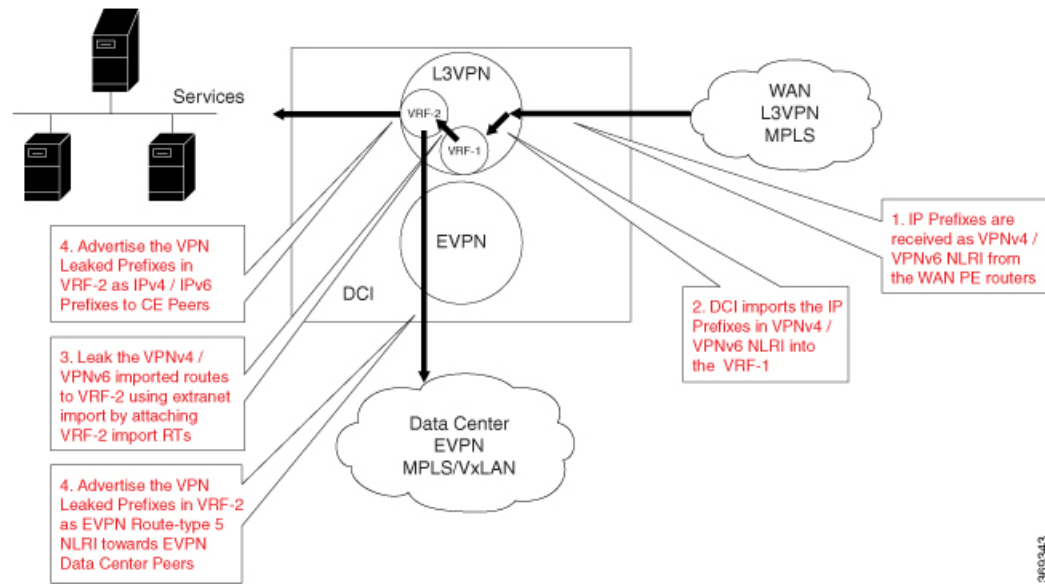 L3VPN
Services
VRF-2
VRF-1
WAN
L3VPN
MPLS
EVPN
DCI
1. IP Prefixes are
received as VPNv4 /
VPNv6 NLRI from
the WAN PE routers
2. DCI imports the IP
Prefixes in VPNv4 /
VPNv6 NLRI into
the VRF-1
4. Advertise the VPN
Leaked Prefixes in
VRF-2 as IPv4 / IPv6
Prefixes to CE Peers
3. Leak the VPNv4 /
VPNv6 imported routes
to VRF-2 using extranet
import by attaching
VRF-2 import RTs
4. Advertise the VPN
Leaked Prefixes in VRF-2
as EVPN Route-type 5
NLRI towards EVPN
Data Center Peers
Data Center
EVPN
MPLS/VxLAN
369343